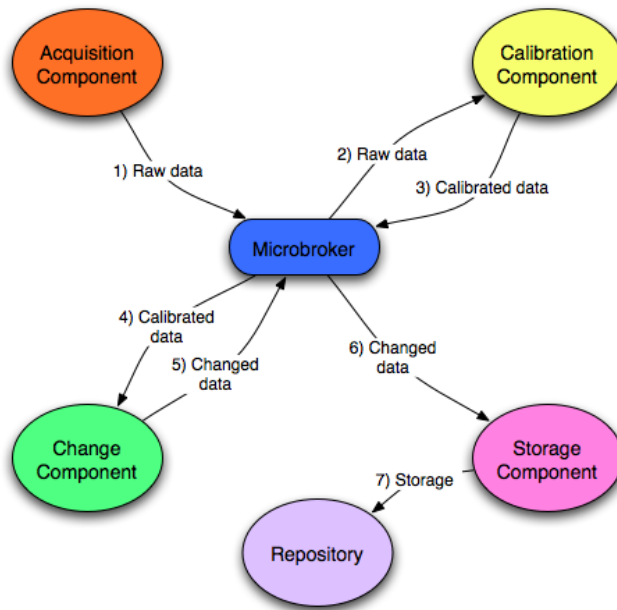 Acquisition
Component
Calibration
Component
1) Raw data
2) Raw data
3) Calibrated data
Microbroker
4) Calibrated
data
5) Changed
data
6) Changed
data
Change
Component
Storage
Component
7) Storage
Repository